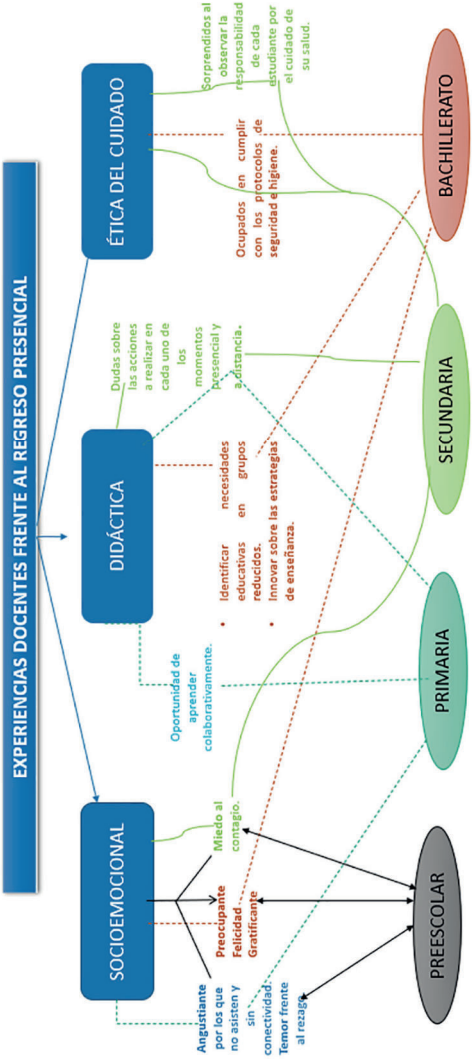 EXPERIENCIAS DOCENTES FRENTE AL REGRESO PRESENCIAL
SOCIOEMOCIONAL
DIDÁCTICA
ÉTICA DEL CUIDADO
Angustiante
por los que
no asisten y
sin
conectividad.
Temor frente
al rezago
Preocupante
Felicidad
Gratificante
Miedo al
contagio.
Oportunidad de
aprender
colaborativamente.
• Identificar necesidades
educativas en grupos
reducidos.
• Innovar sobre las estrategias
de enseñanza.
Dudas sobre
las acciones
a realizar en
cada uno de
los
momentos
presencial y
a distancia.
Ocupados en cumplir
con los protocolos de
seguridad e higiene.
Sorprendidos al
observar la
responsabilidad
de cada
estudiante por
el cuidado de
su salud.
PREESCOLAR
PRIMARIA
SECUNDARIA
BACHILLERATO